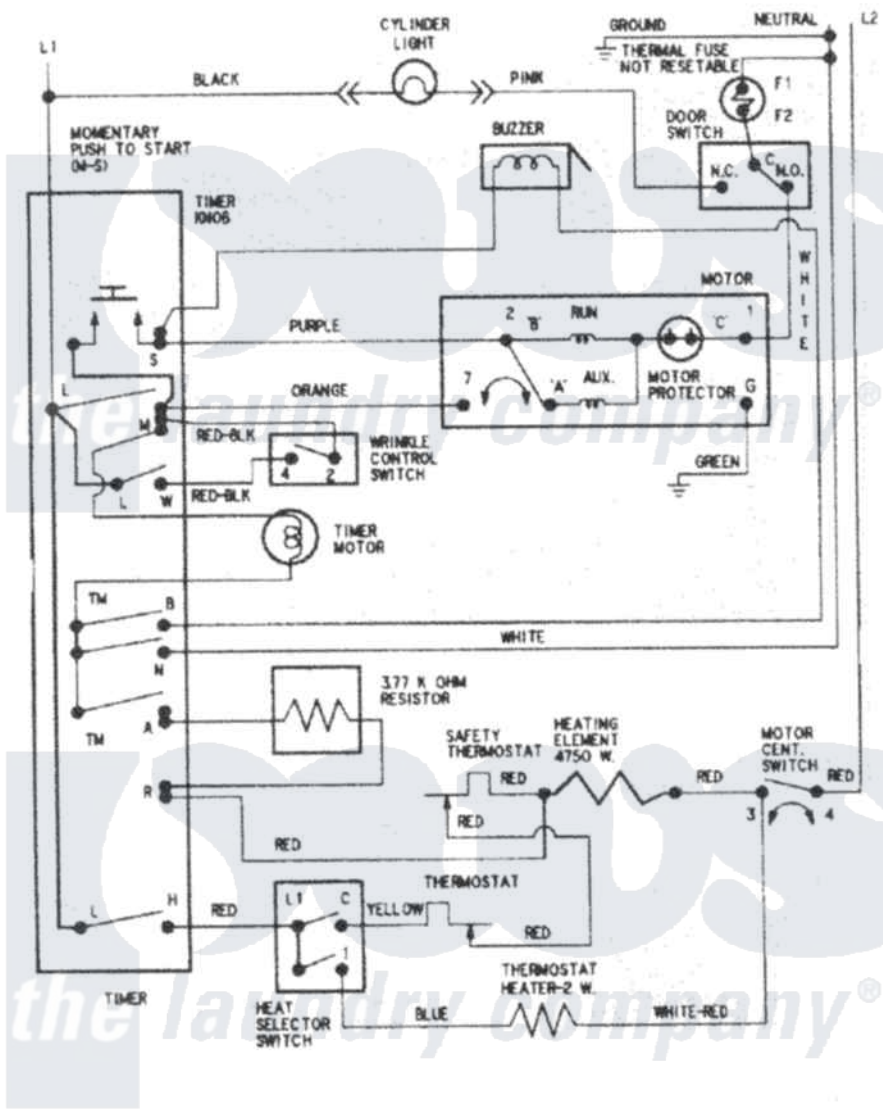 L1
CYLINDER
LIGHT
GROUND
NEUTRAL
L2
THERMAL FUSE
NOT RESETABLE
BLACK
PINK
F1
F2
DOOR
SWITCH
MOMENTARY
PUSH TO START
(M-S)
BUZZER
N.C.
C
N.O.
TIMER
WHITE
MOTOR
PURPLE
2
"B"
RUN
"C"
1
S
L
ORANGE
7
"A"
AUX.
MOTOR
PROTECTOR
G
M
RED-BLK
WRINKLE
CONTROL
SWITCH
4
2
GREEN
L
W
RED-BLK
TIMER
MOTOR
TM
B
WHITE
N
3.77 K OHM
RESISTOR
A
TM
SAFETY
THERMOSTAT
HEATING
ELEMENT
4750 W.
MOTOR
CENT.
SWITCH
RED
RED
RED
R
RED
3
4
RED
THERMOSTAT
L
H
RED
L1
C
YELLOW
RED
1
THERMOSTAT
HEATER-2 W.
TIMER
HEAT
SELECTOR
SWITCH
BLUE
WHITE-RED
the laundry company®
the laundry company®